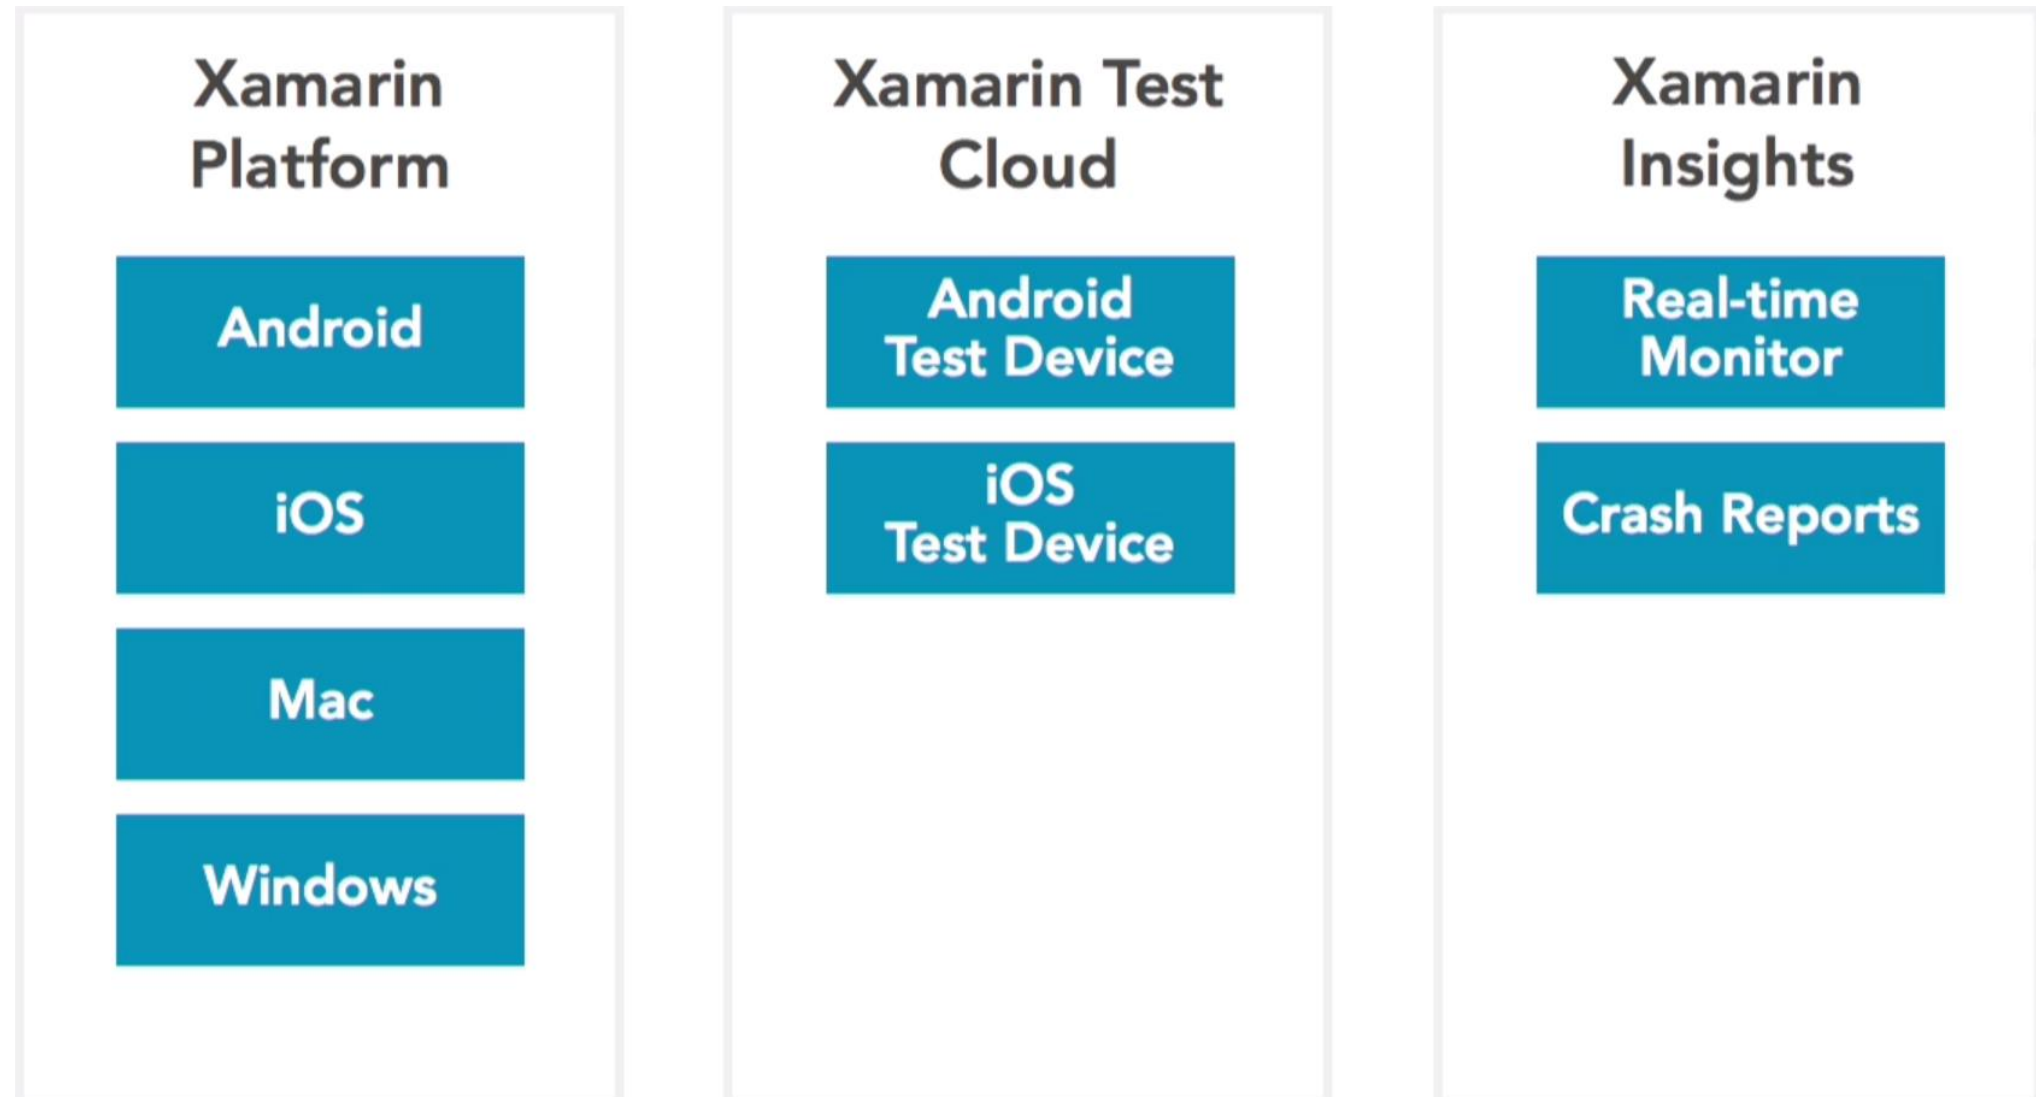 Xamarin
Platform
Android
iOS
Mac
Windows
Xamarin Test
Cloud
Android
Test Device
iOS
Test Device
Xamarin
Insights
Real-time
Monitor
Crash Reports